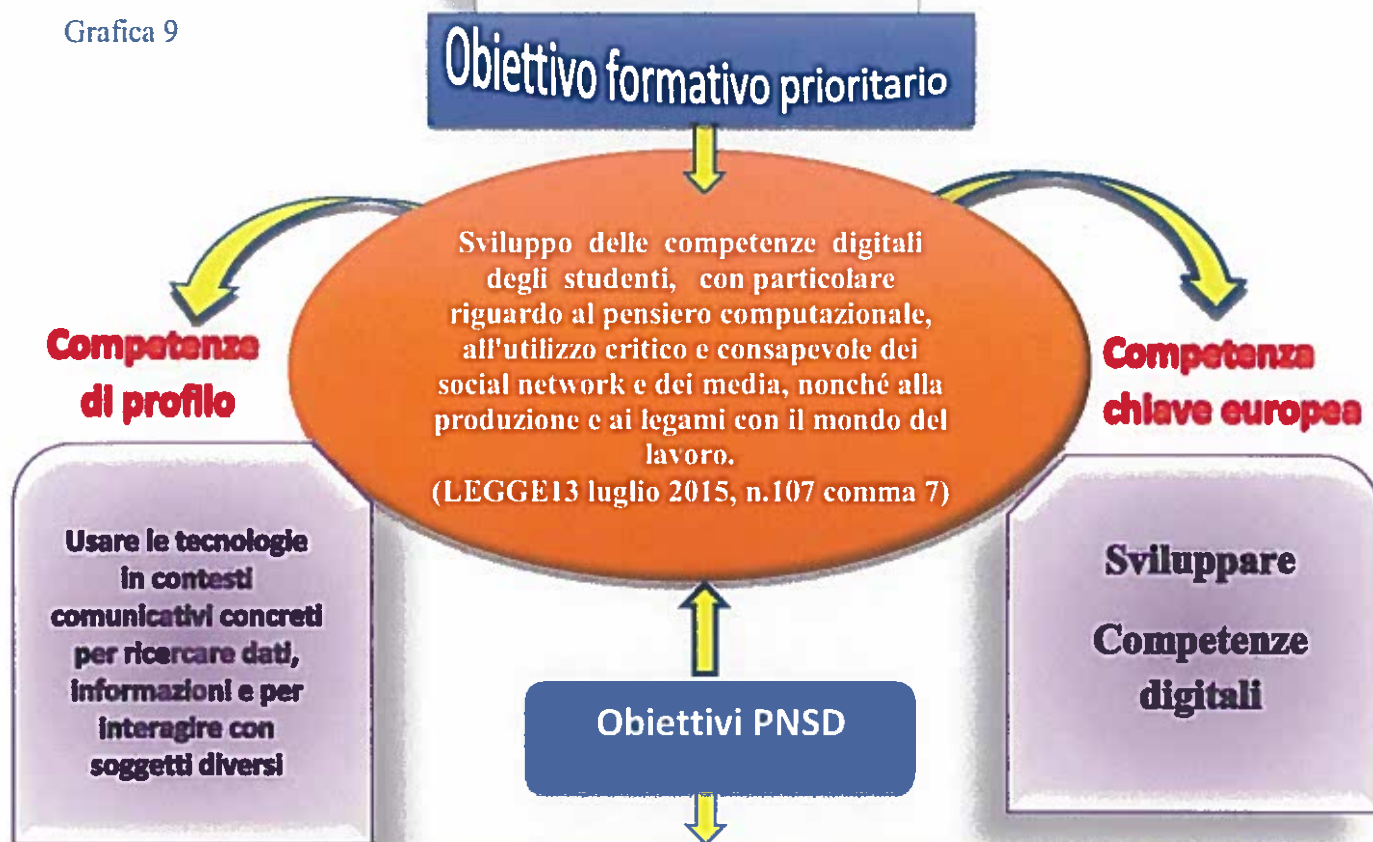 Grafica 9
Obiettivo formativo prioritario
Sviluppo delle competenze digitali
degli studenti, con particolare
riguardo al pensiero computazionale,
all'utilizzo critico e consapevole dei
social network e dei media, nonché alla
produzione e ai legami con il mondo del
lavoro.
(LEGGE13 luglio 2015, n.107 comma 7)
Competenze
di profilo
Usare le tecnologie
in contesti
comunicativi concreti
per ricercare dati,
informazioni e per
interagire con
soggetti diversi
Competenza
chiave europea
Sviluppare
Competenze
digitali
Obiettivi PNSD